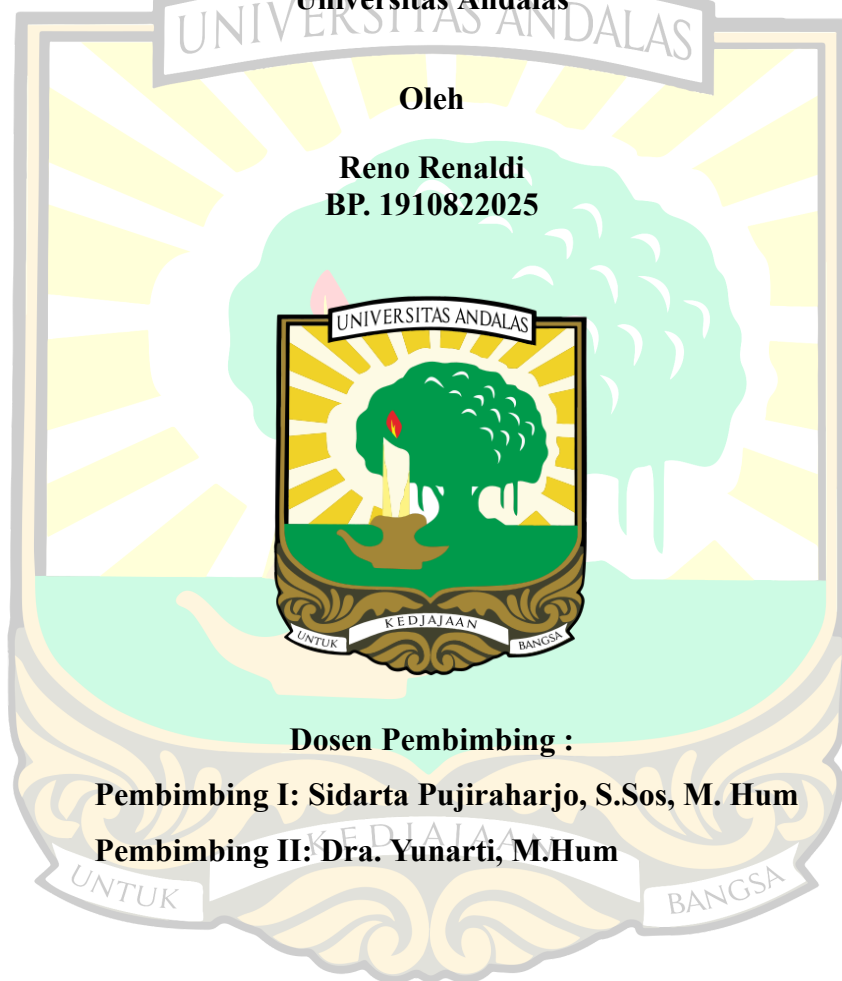 Universitas Andalas
UNIVERSITAS ANDALAS
Oleh
Reno Renaldi
BP. 1910822025
UNIVERSITAS ANDALAS
UNTUK KEDJAJAAN BANGSA
Dosen Pembimbing :
Pembimbing I: Sidarta Pujiraharjo, S.Sos, M. Hum
Pembimbing II: Dra. Yunarti, M.Hum
UNTUK KEDJAJAAN BANGSA